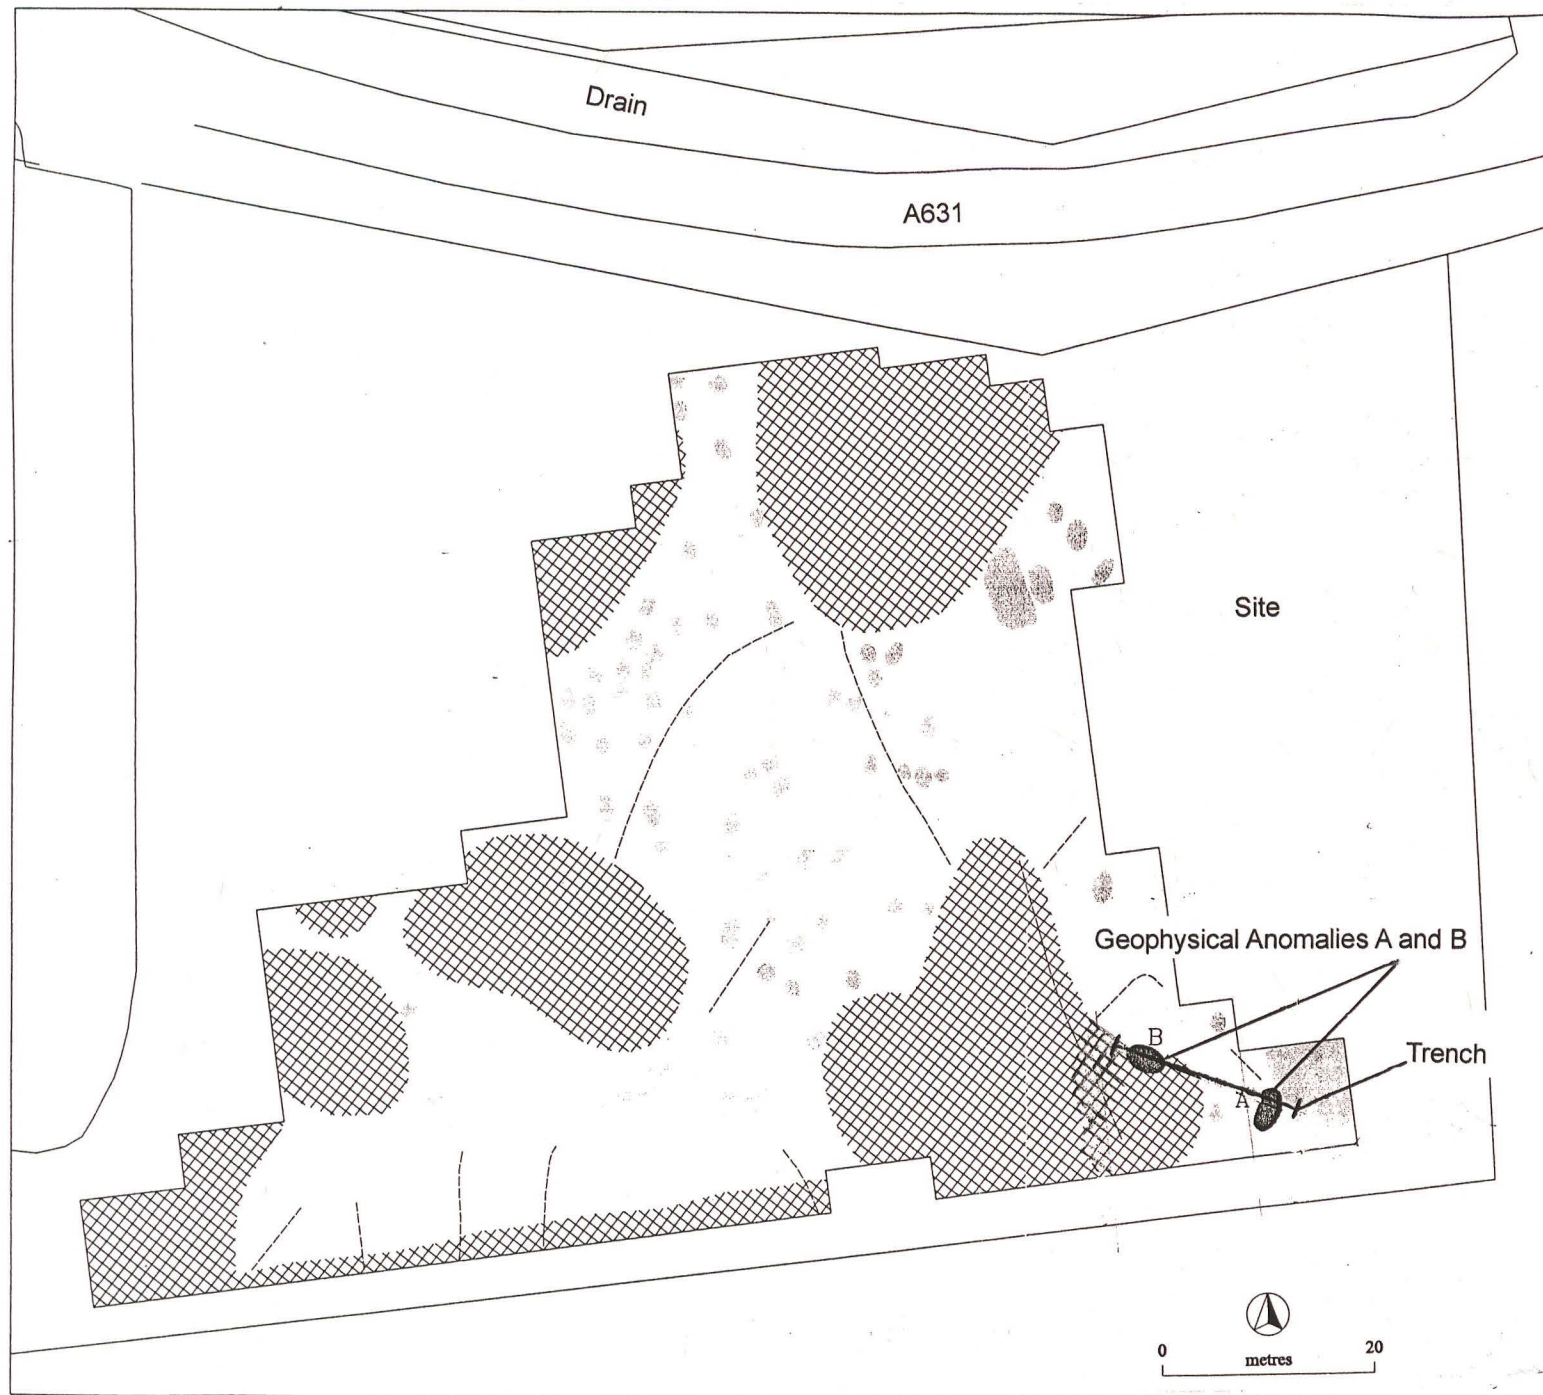 Drain
A631
Site
Geophysical Anomalies A and B
B
Trench
A
0 20
metres